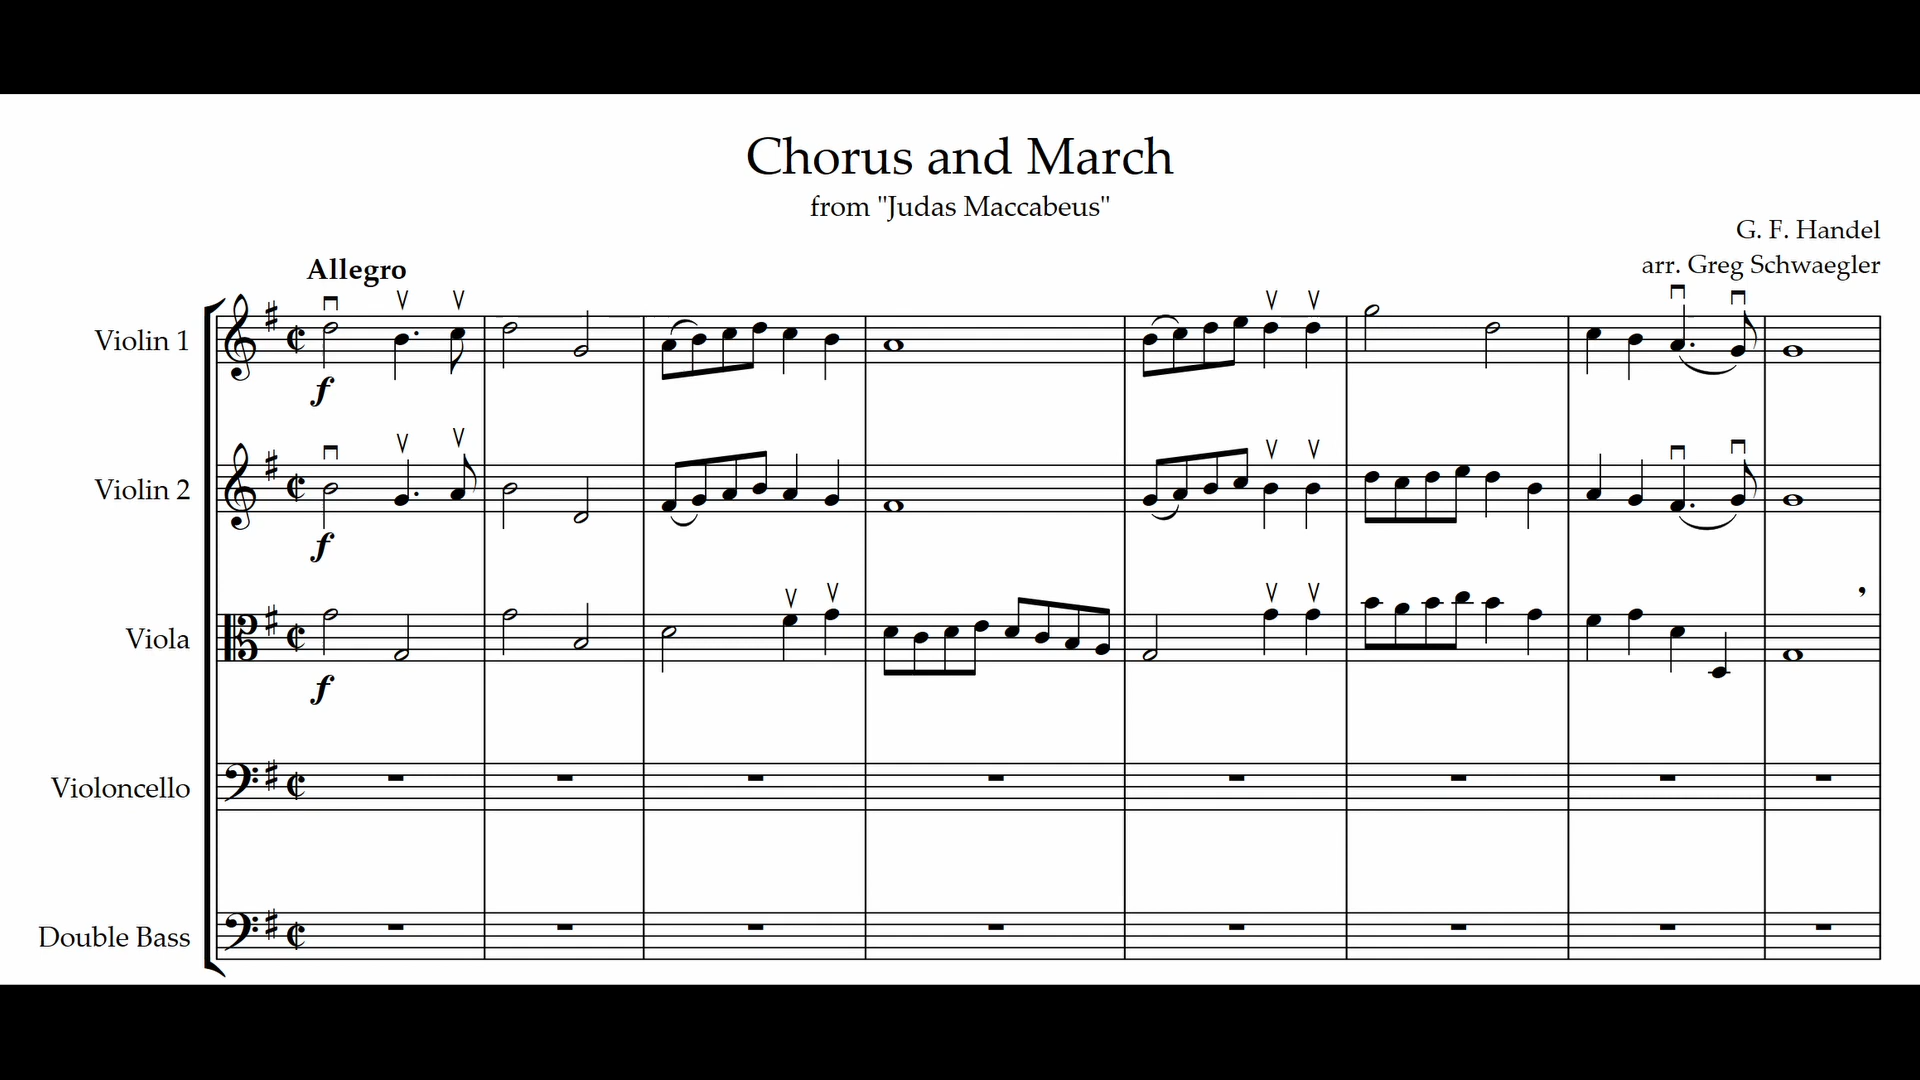 Chorus and March
from "Judas Maccabeus"
G. F. Handel
arr. Greg Schwaegler
Allegro
Violin 1
f
Violin 2
f
Viola
f
Violoncello
Double Bass